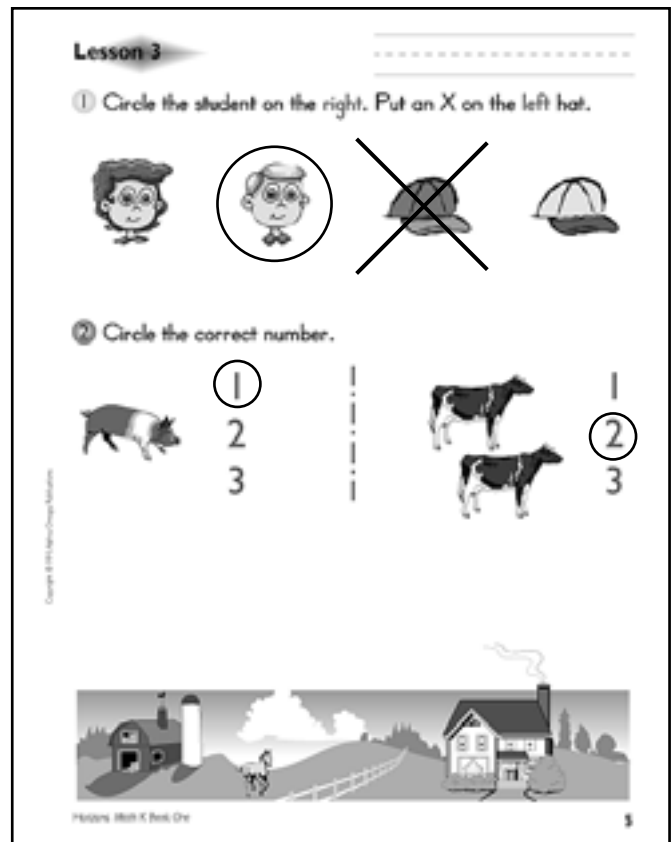 Lesson 3
1 Circle the student on the right. Put an X on the left hat.
2 Circle the correct number.
1
2
3
1
2
3
Horizons Math K Book One
5